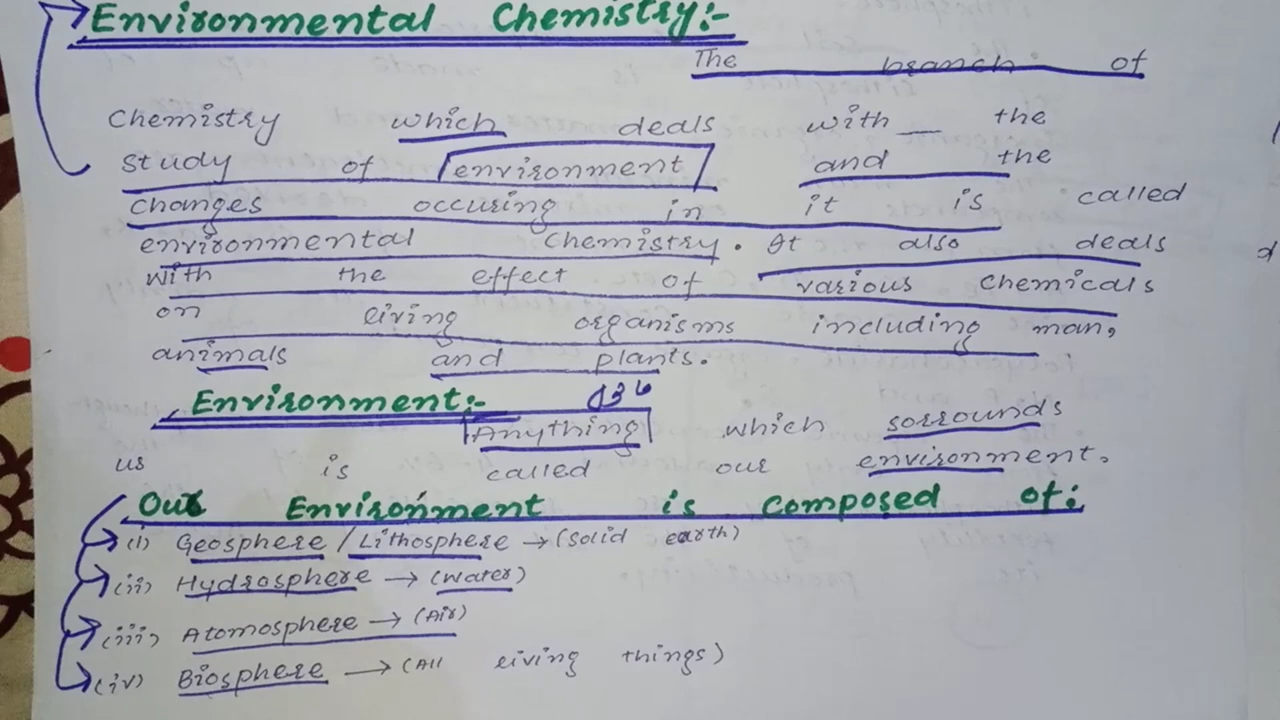 Environmental Chemistry:-
The branch of
Chemistry which deals with the
study of environment and the
changes occuring in it is called
environmental chemistry. It also deals
with the effect of various chemicals
on living organisms including man,
animals and plants.
Environment:-
Anything which sorrounds
us is called our environment.
Our Environment is composed of:
(i) Geosphere / Lithosphere → (Solid earth)
(ii) Hydrosphere → (Water)
(iii) Atomosphere → (Air)
(iv) Biosphere → (All living things)